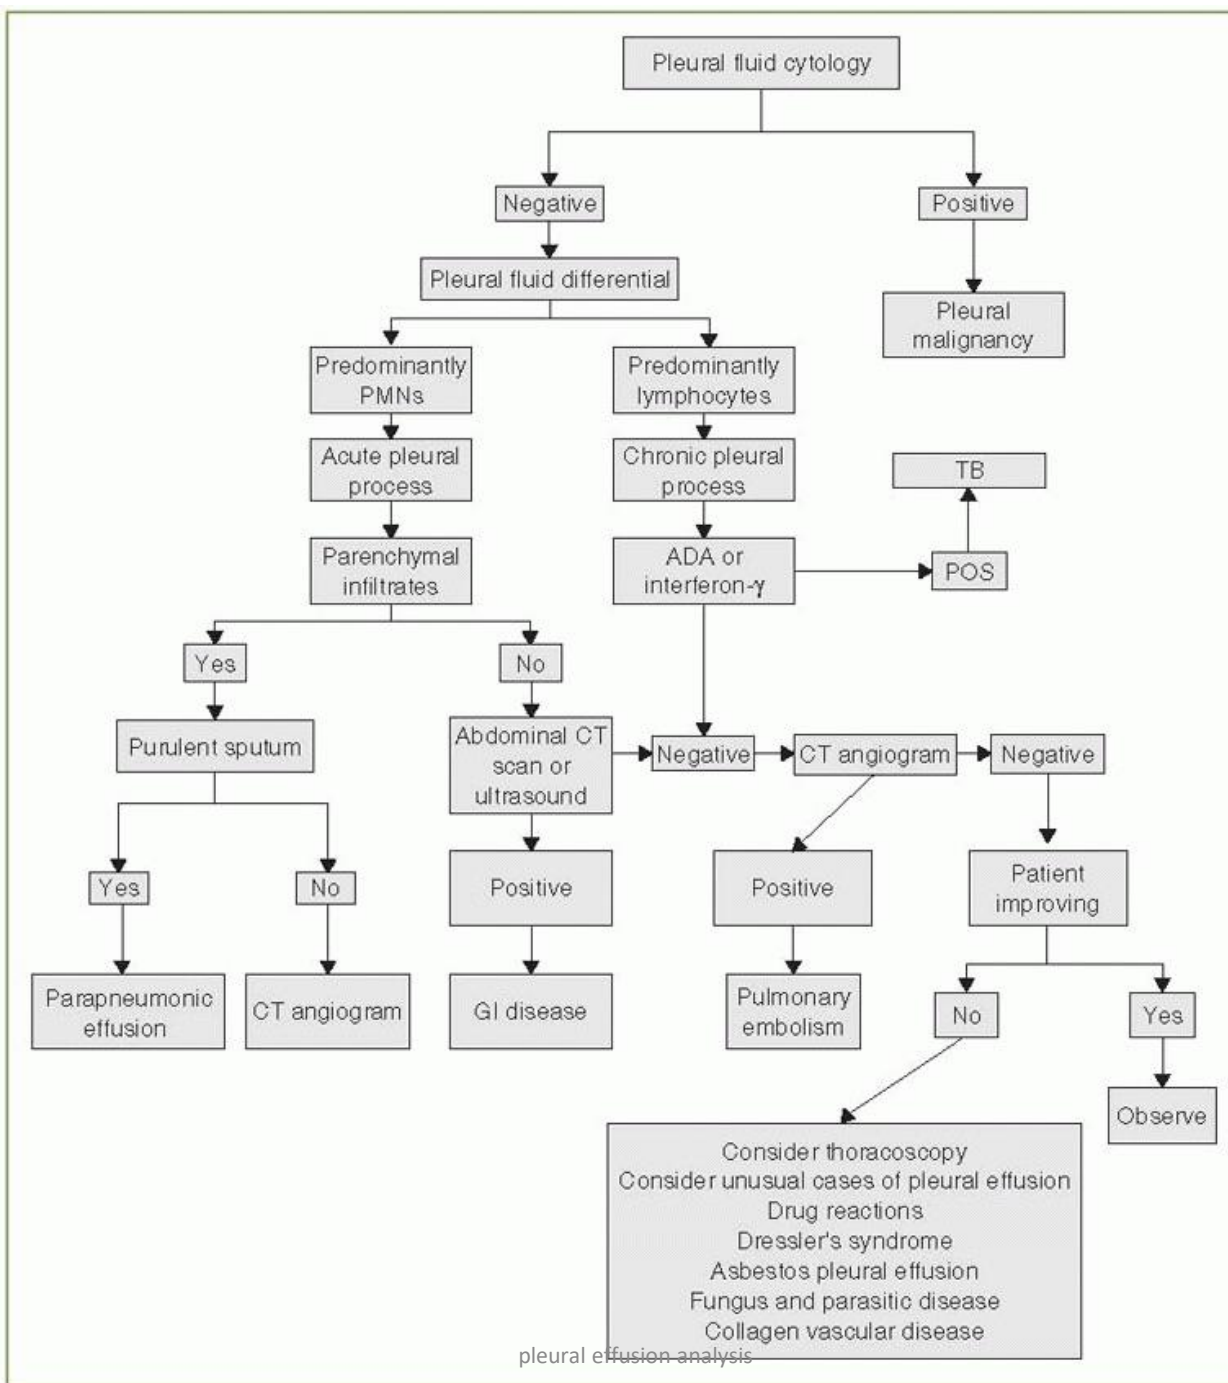 Pleural fluid cytology
Negative
Positive
Pleural fluid differential
Pleural
malignancy
Predominantly
PMNs
Predominantly
lymphocytes
Acute pleural
process
Chronic pleural
process
TB
Parenchymal
infiltrates
ADA or
interferon-γ
POS
Yes
No
Purulent sputum
Abdominal CT
scan or
ultrasound
Negative
CT angiogram
Negative
Yes
No
Positive
Positive
Patient
improving
Parapneumonic
effusion
CT angiogram
GI disease
Pulmonary
embolism
No
Yes
Observe
Consider thoracoscopy
Consider unusual cases of pleural effusion
Drug reactions
Dressler's syndrome
Asbestos pleural effusion
Fungus and parasitic disease
Collagen vascular disease
pleural effusion analysis